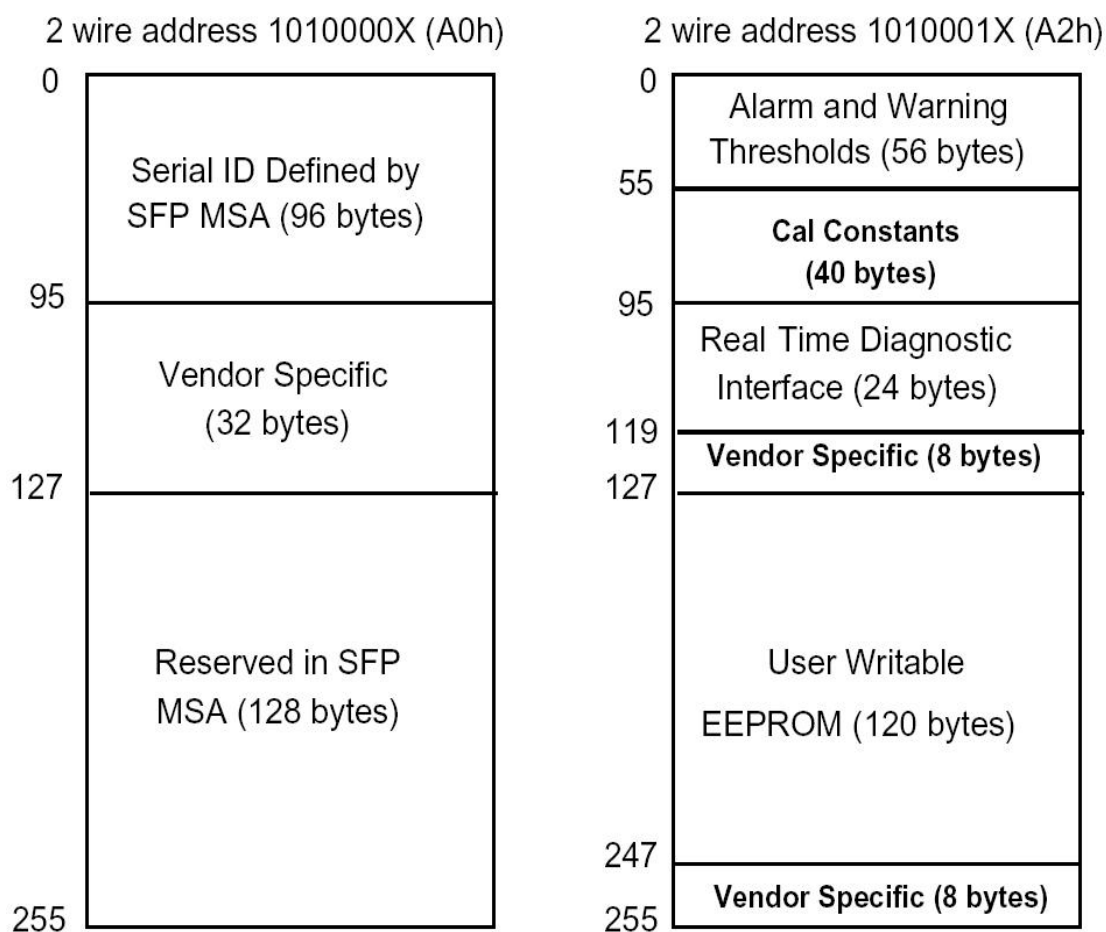 2 wire address 1010000X (A0h)
0
Serial ID Defined by
SFP MSA (96 bytes)
95
Vendor Specific
(32 bytes)
127
Reserved in SFP
MSA (128 bytes)
255
2 wire address 1010001X (A2h)
0
Alarm and Warning
Thresholds (56 bytes)
55
Cal Constants
(40 bytes)
95
Real Time Diagnostic
Interface (24 bytes)
119
Vendor Specific (8 bytes)
127
User Writable
EEPROM (120 bytes)
247
Vendor Specific (8 bytes)
255